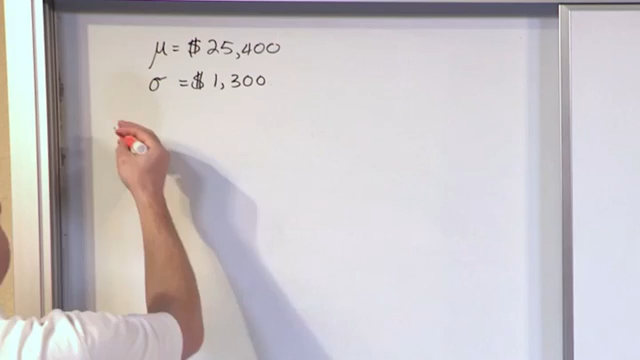 μ = $ 25,400
σ = $ 1,300